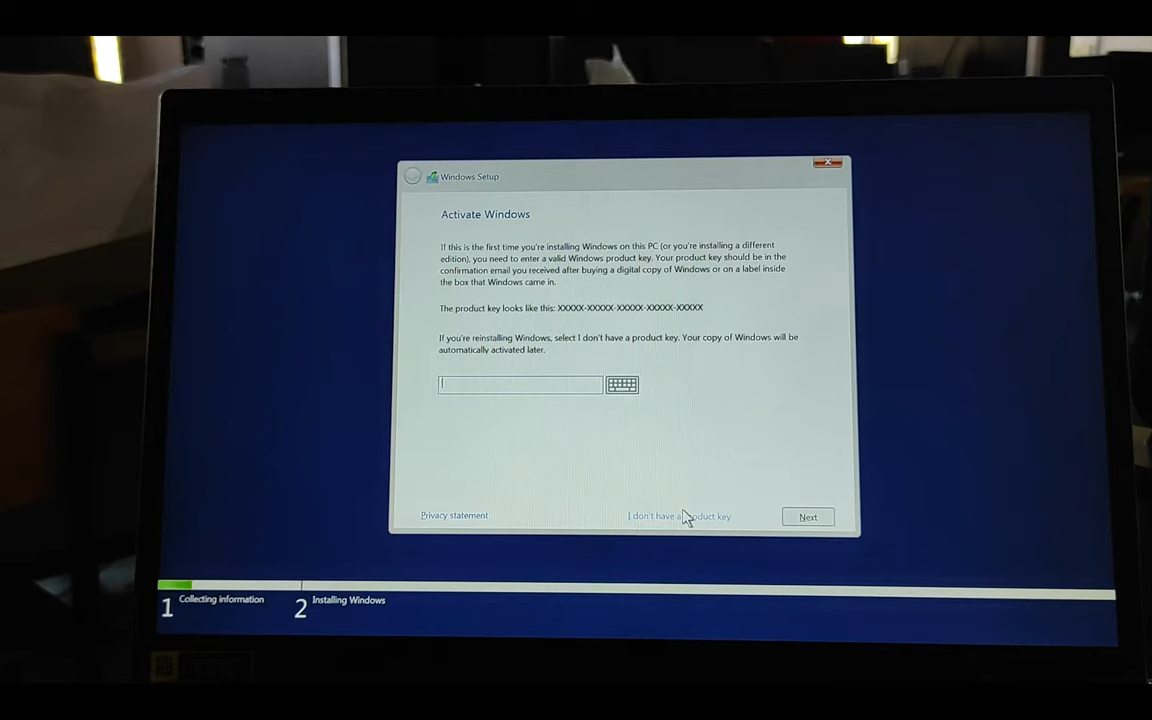 Windows Setup
Activate Windows
If this is the first time you're installing Windows on this PC (or you're installing a different
edition), you need to enter a valid Windows product key. Your product key should be in the
confirmation email you received after buying a digital copy of Windows or on a label inside
the box that Windows came in.
The product key looks like this: XXXXX-XXXXX-XXXXX-XXXXX-XXXXX
If you're reinstalling Windows, select I don't have a product key. Your copy of Windows will be
automatically activated later.
Privacy statement
I don't have a product key
Next
1 Collecting information
2 Installing Windows